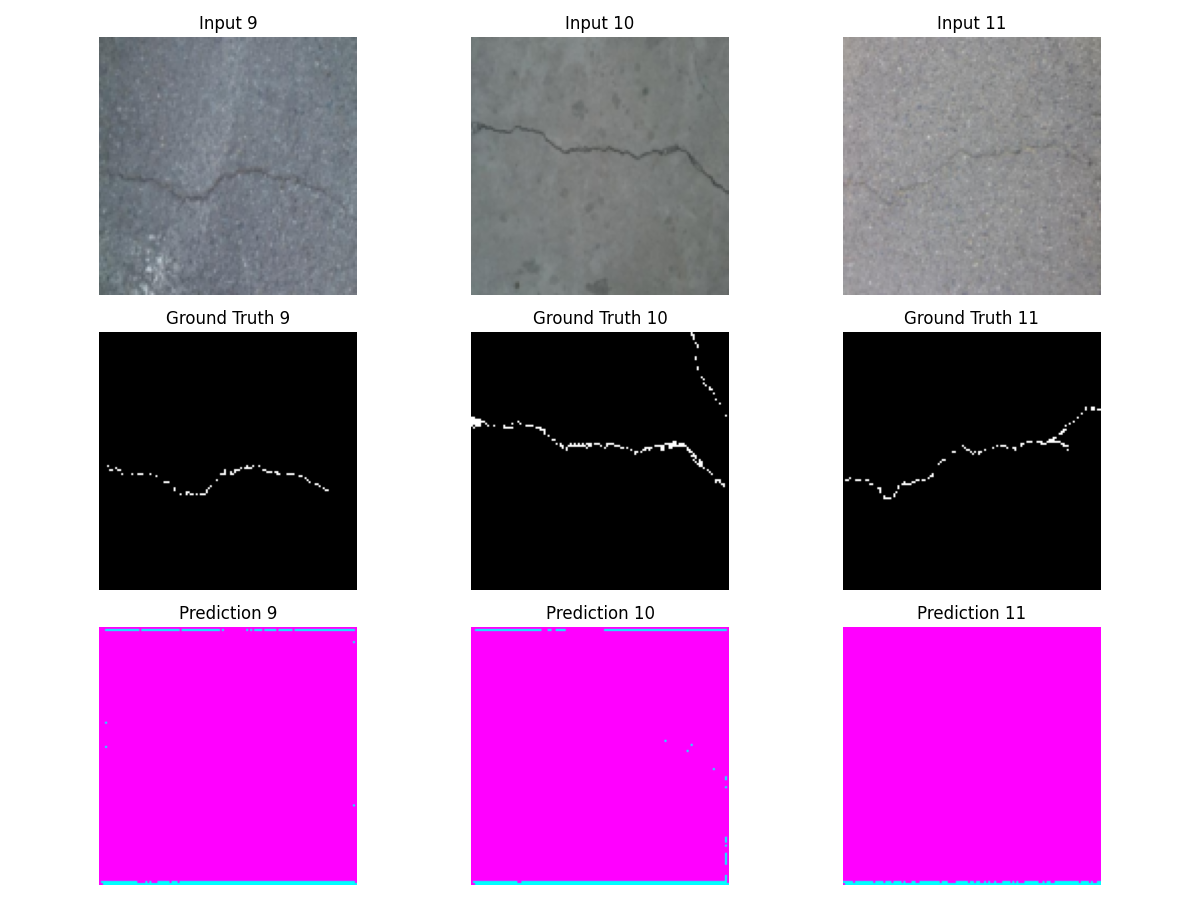 Input 9
Input 10
Input 11
Ground Truth 9
Ground Truth 10
Ground Truth 11
Prediction 9
Prediction 10
Prediction 11